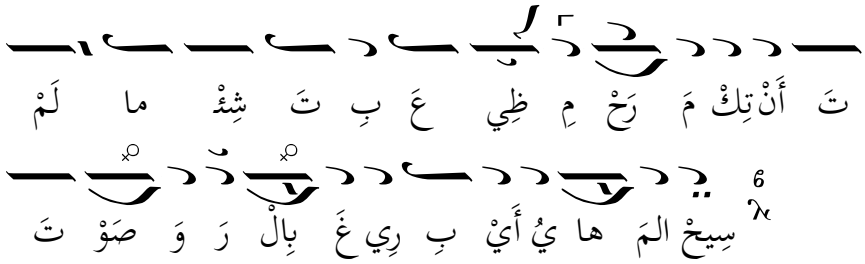 لَمْ ما شِئْ تَ بِ عَ ظِي مِ رَحْ مَ تِكْ أَنْ تَ
تَ صَوْ وَ رَ بِالْ غَ رِي بِ أَيْ يُ ها المَ سِيحْ